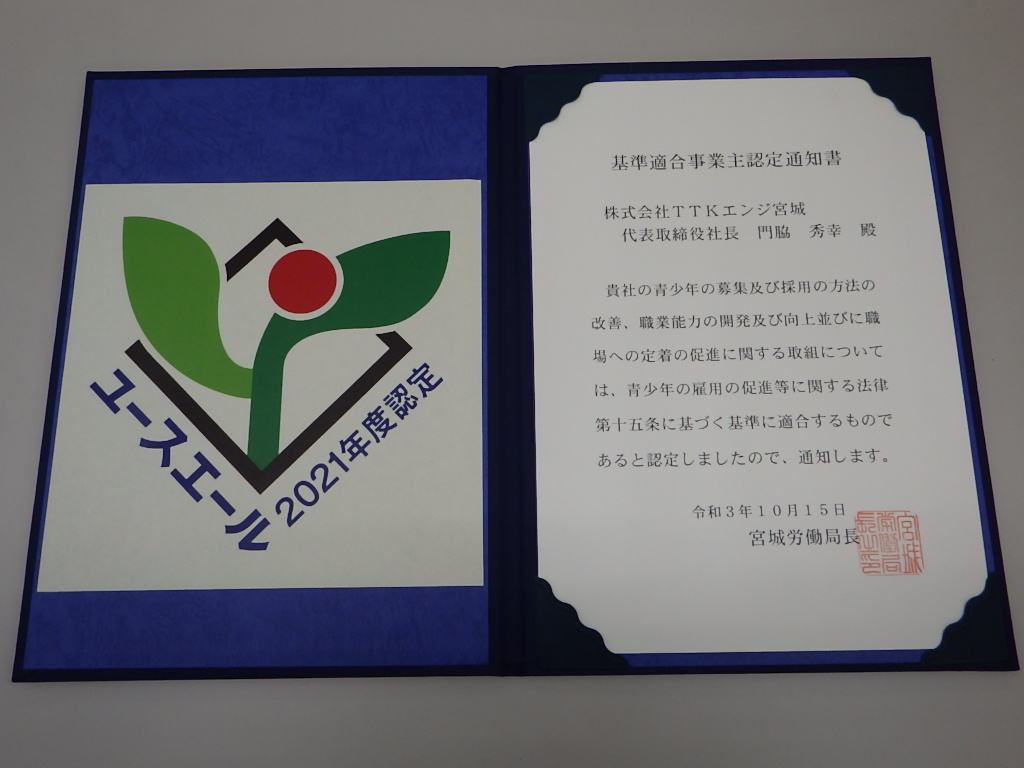 ユースエール
2021年度認定
基準適合事業主認定通知書
株式会社TTKエンジ宮城
代表取締役社長　門脇　秀幸　殿
貴社の青少年の募集及び採用の方法の
改善、職業能力の開発及び向上並びに職
場への定着の促進に関する取組について
は、青少年の雇用の促進等に関する法律
第十五条に基づく基準に適合するもので
あると認定しましたので、通知します。
令和3年10月15日
宮城労働局長